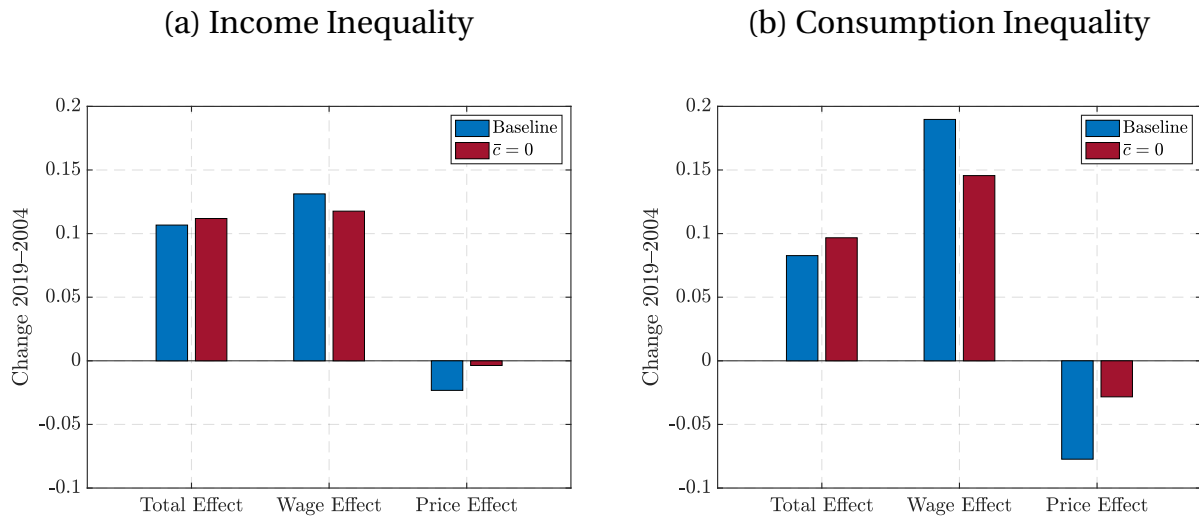 (a) Income Inequality
0.2
0.15
0.1
0.05
0
-0.05
-0.1
Change 2019–2004
Baseline
c̄ = 0
Total Effect Wage Effect Price Effect
(b) Consumption Inequality
0.2
0.15
0.1
0.05
0
-0.05
-0.1
Change 2019–2004
Baseline
c̄ = 0
Total Effect Wage Effect Price Effect